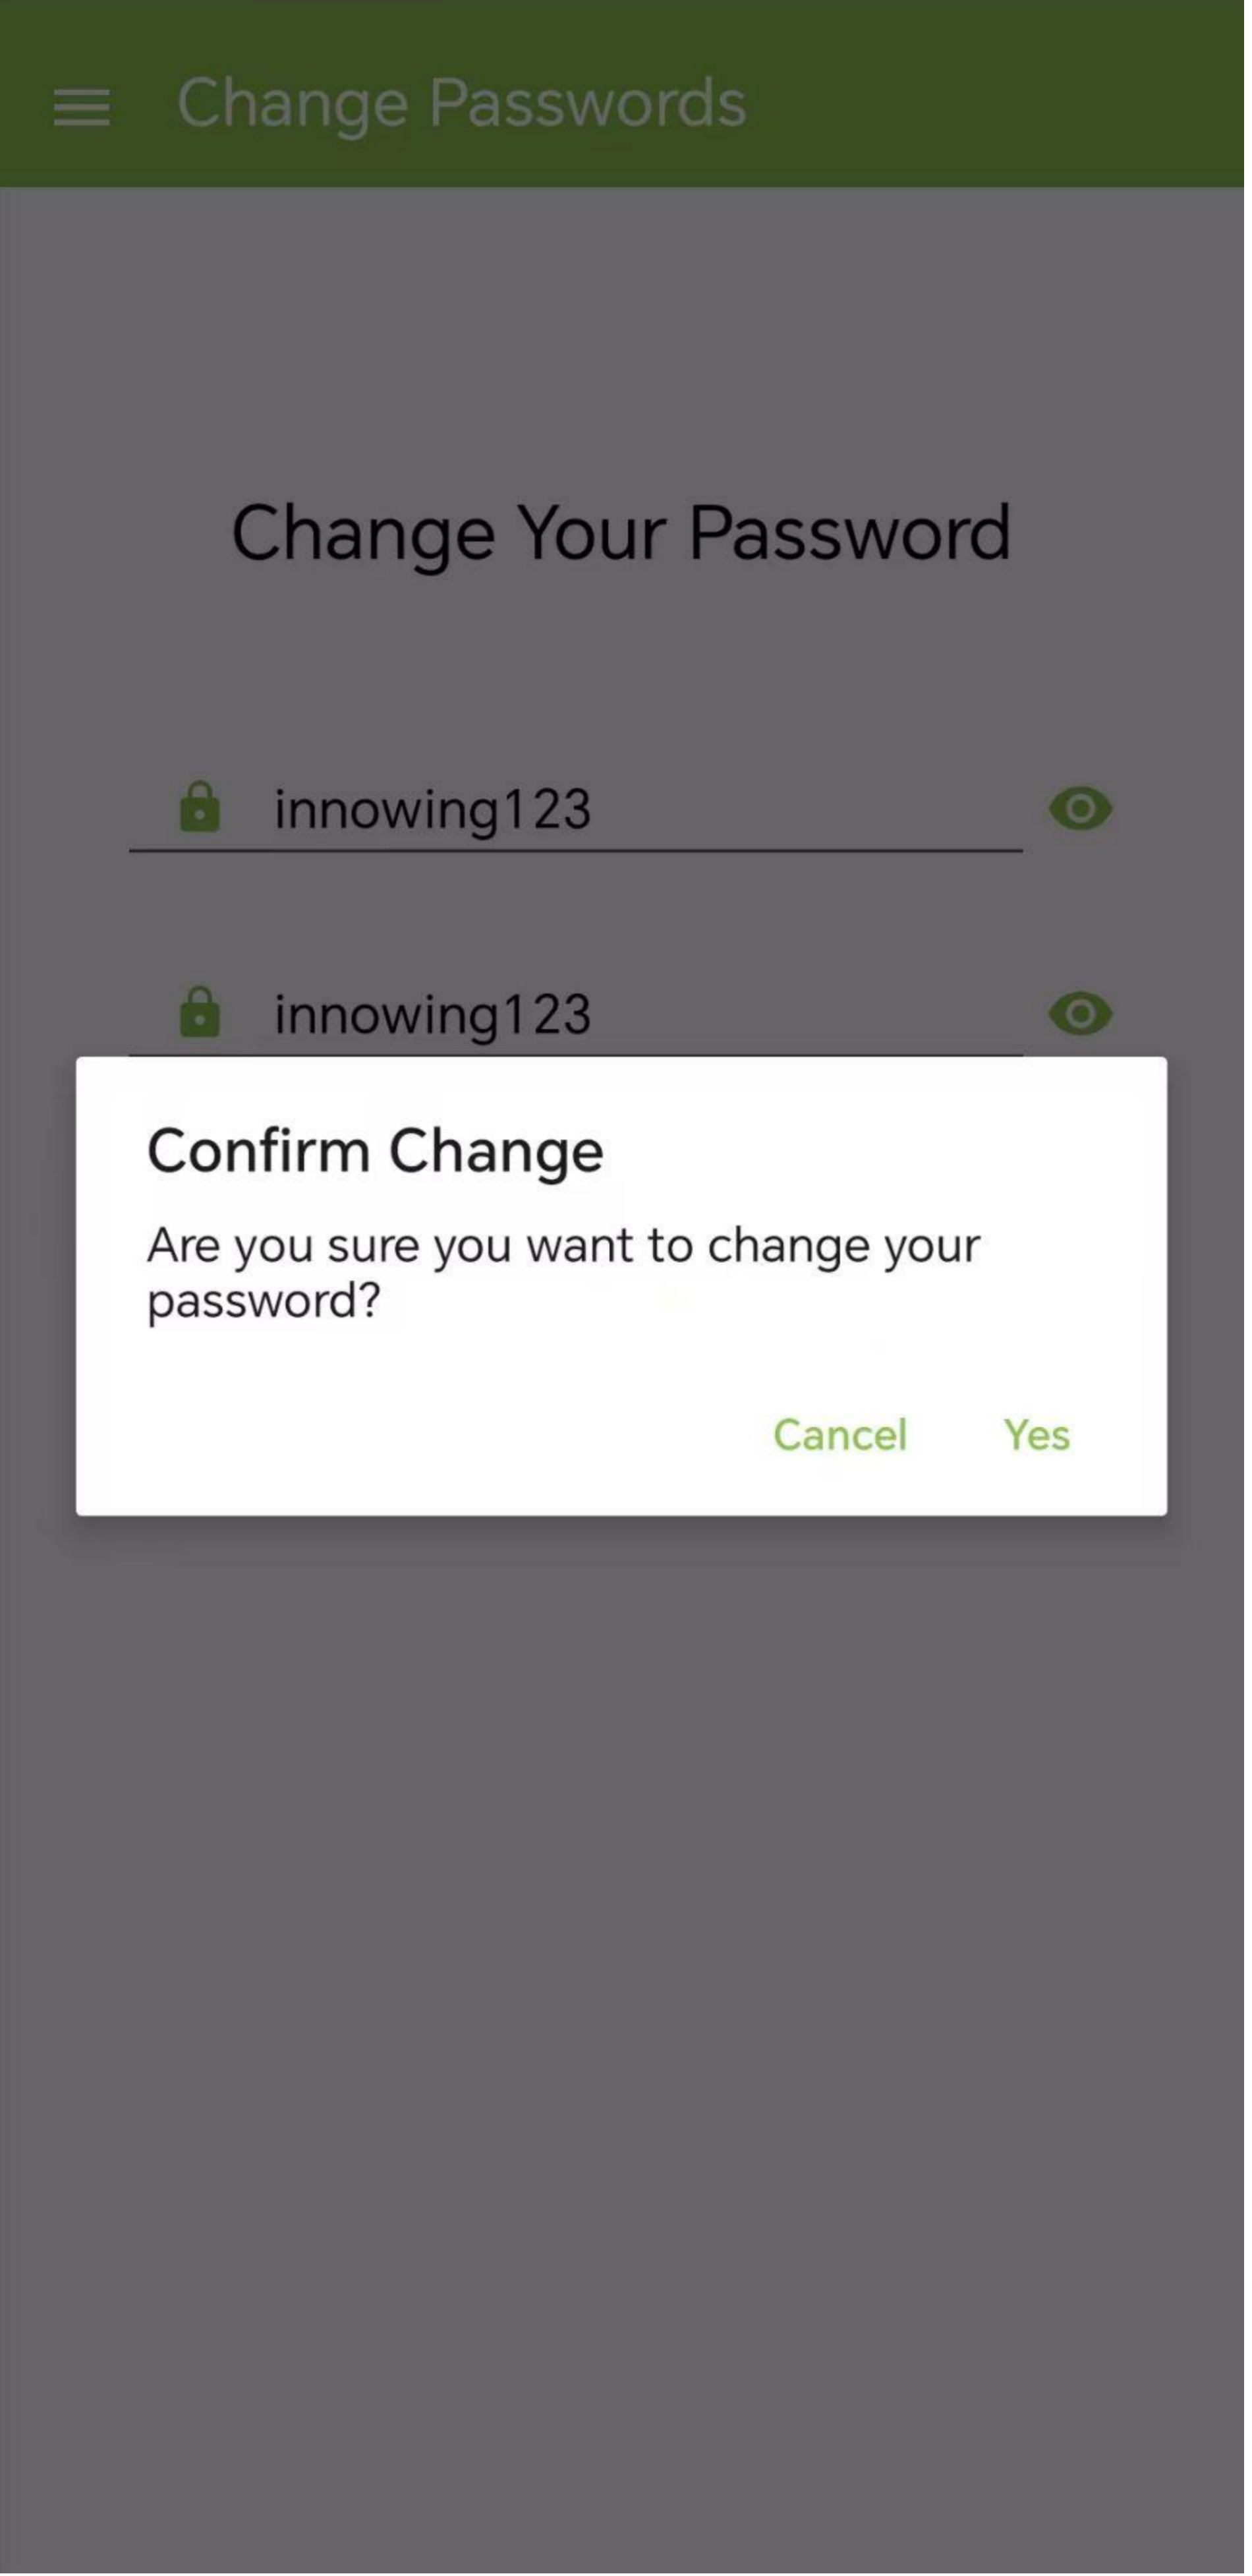 Change Passwords
Change Your Password
innowing123
innowing123
Confirm Change
Are you sure you want to change your
password?
Cancel Yes